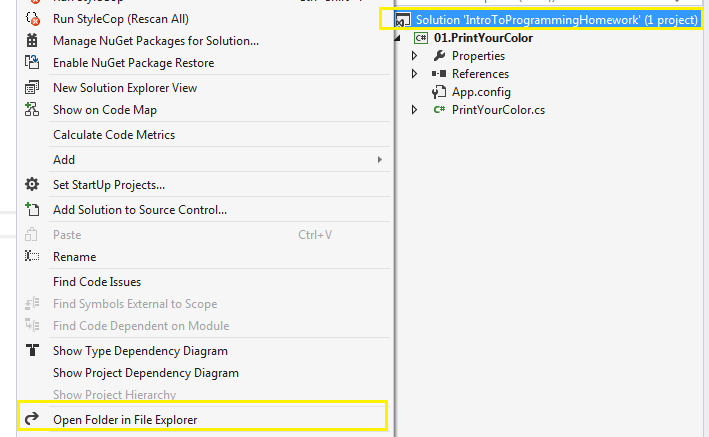 Run StyleCop
Run StyleCop (Rescan All)
Manage NuGet Packages for Solution...
Enable NuGet Package Restore
New Solution Explorer View
Show on Code Map
Calculate Code Metrics
Add
Set StartUp Projects...
Add Solution to Source Control...
Paste Ctrl+V
Rename
Find Code Issues
Find Symbols External to Scope
Find Code Dependent on Module
Show Type Dependency Diagram
Show Project Dependency Diagram
Show Project Hierarchy
Open Folder in File Explorer
Solution 'IntroToProgrammingHomework' (1 project)
C# 01.PrintYourColor
Properties
References
App.config
C# PrintYourColor.cs